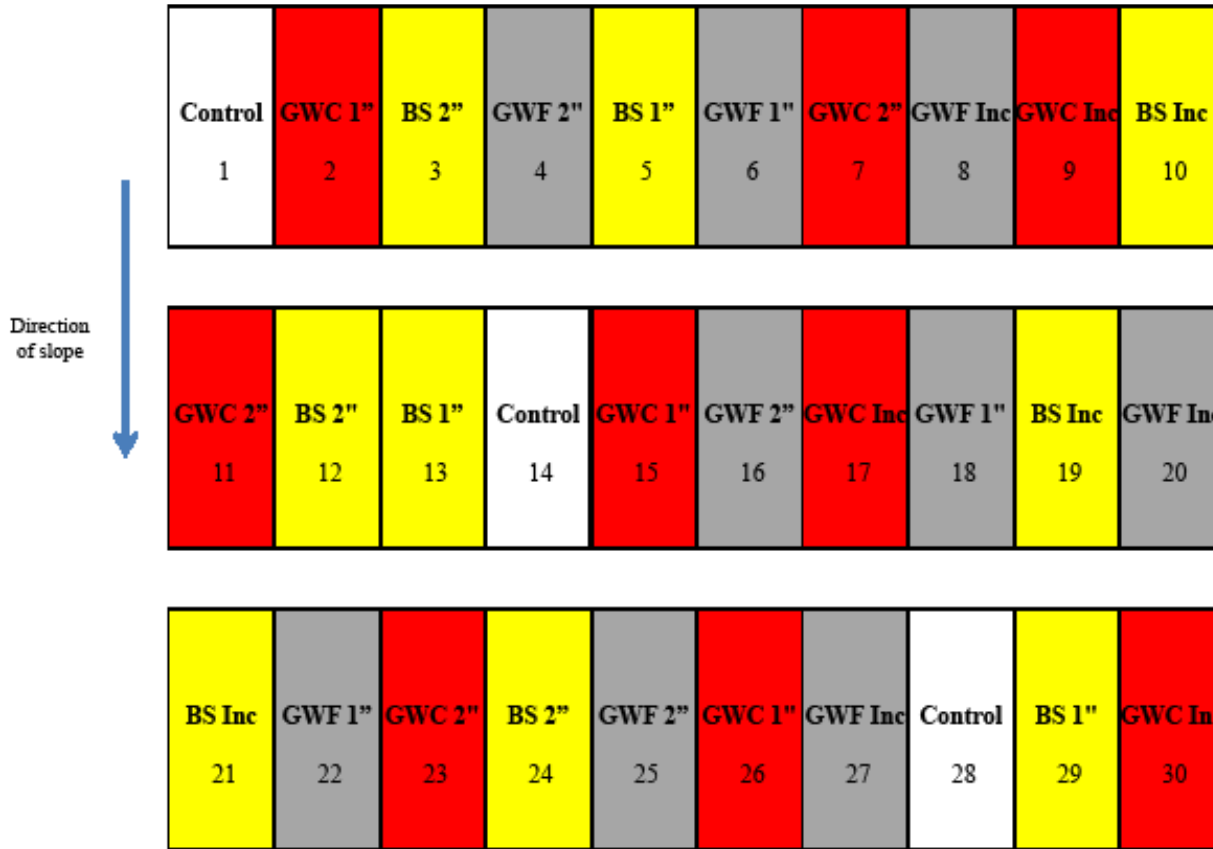 Control GWC 1” BS 2” GWF 2" BS 1” GWF 1" GWC 2” GWF Inc GWC Inc BS Inc
1 2 3 4 5 6 7 8 9 10
Direction
of slope
GWC 2” BS 2" BS 1” Control GWC 1" GWF 2” GWC Inc GWF 1" BS Inc GWF Inc
11 12 13 14 15 16 17 18 19 20
BS Inc GWF 1” GWC 2" BS 2” GWF 2” GWC 1" GWF Inc Control BS 1" GWC In
21 22 23 24 25 26 27 28 29 30